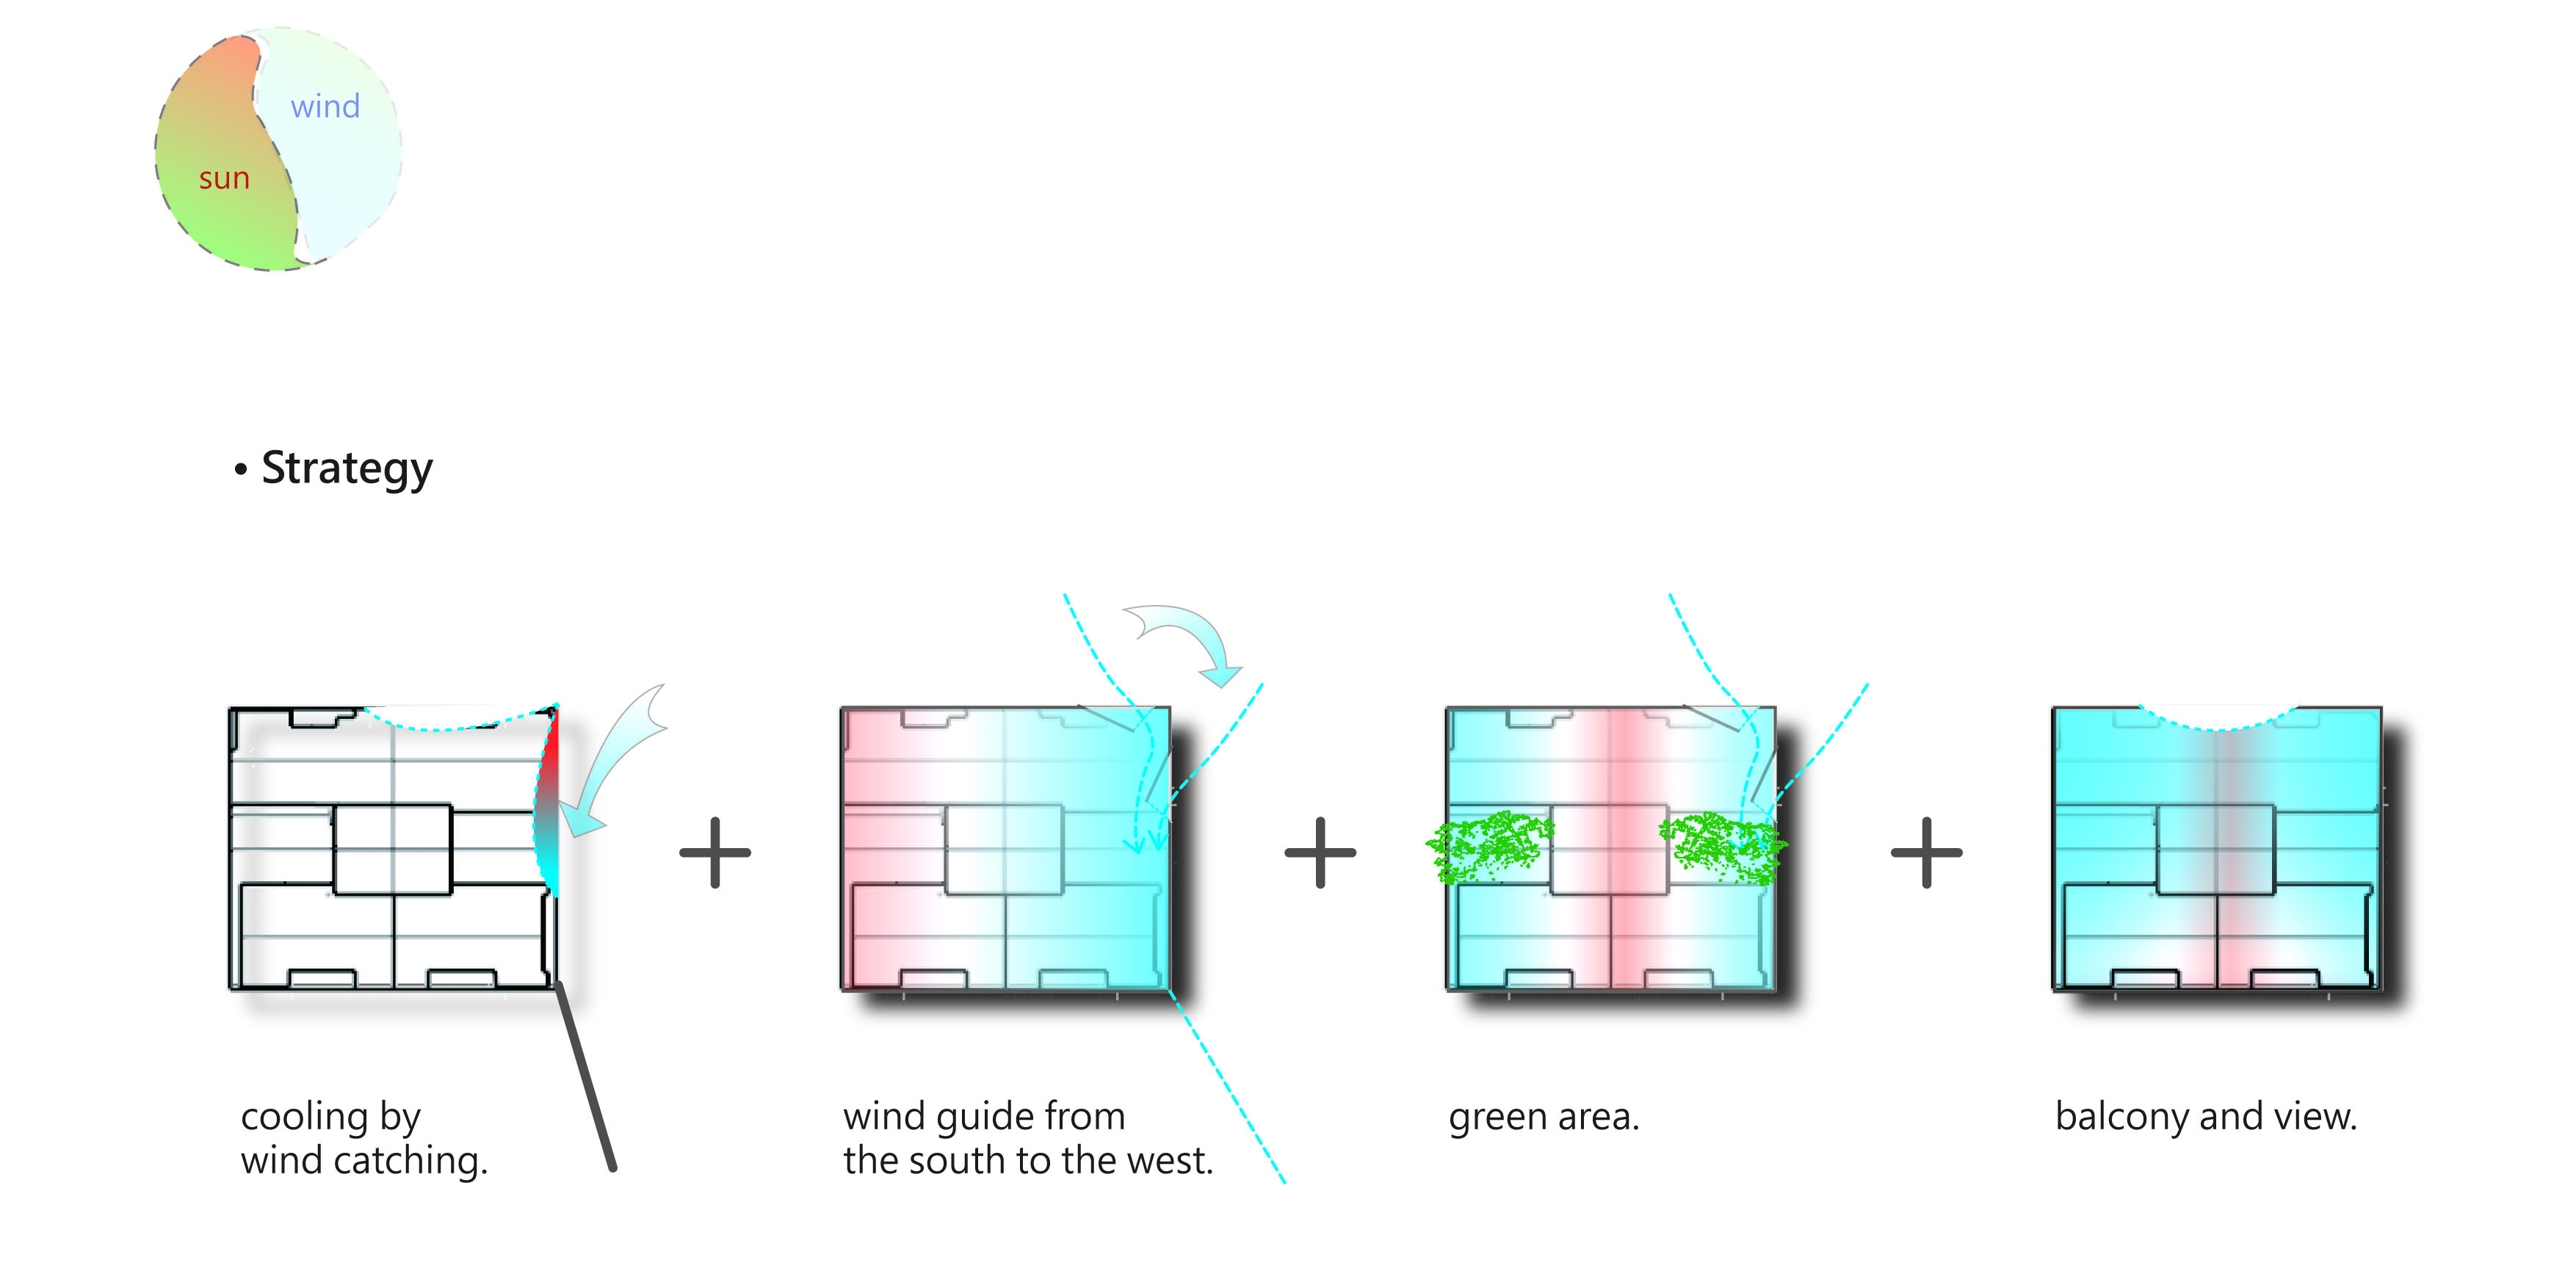 wind
sun
• Strategy
cooling by
wind catching.
wind guide from
the south to the west.
green area.
balcony and view.